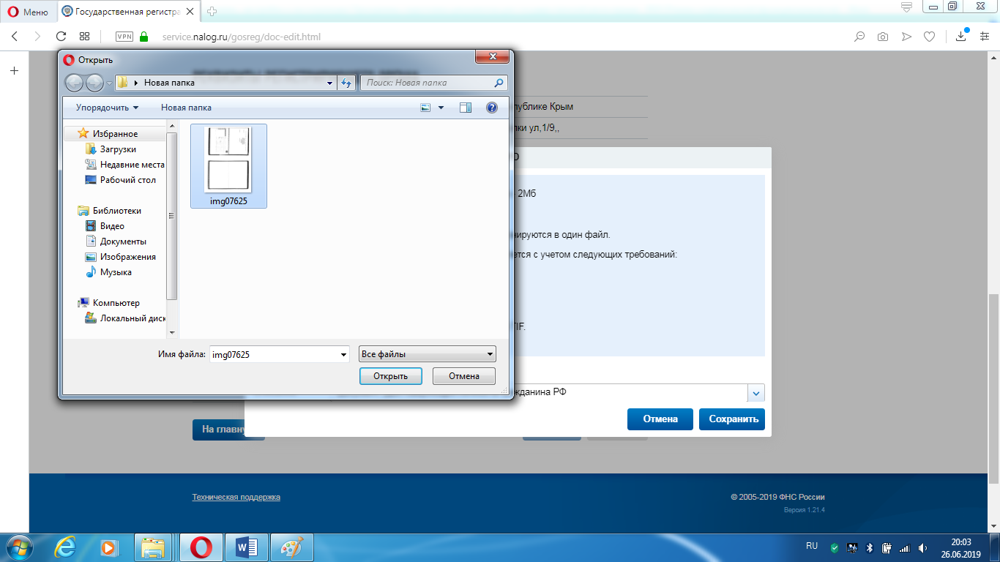 Меню
Государственная регистра
VPN
service.nalog.ru/gosreg/doc-edit.html
Открыть
Новая папка
Поиск: Новая папка
Упорядочить
Новая папка
Избранное
Загрузки
Недавние места
Рабочий стол
Библиотеки
Видео
Документы
Изображения
Музыка
Компьютер
Локальный диск
img07625
Имя файла:
img07625
Все файлы
Открыть
Отмена
публике Крым
лки ул,1/9,,
2Мб
нируются в один файл.
ется с учетом следующих требований:
IF.
жданина РФ
Отмена
Сохранить
На главну
Техническая поддержка
© 2005-2019 ФНС России
Версия 1.21.4
RU
20:03
26.06.2019